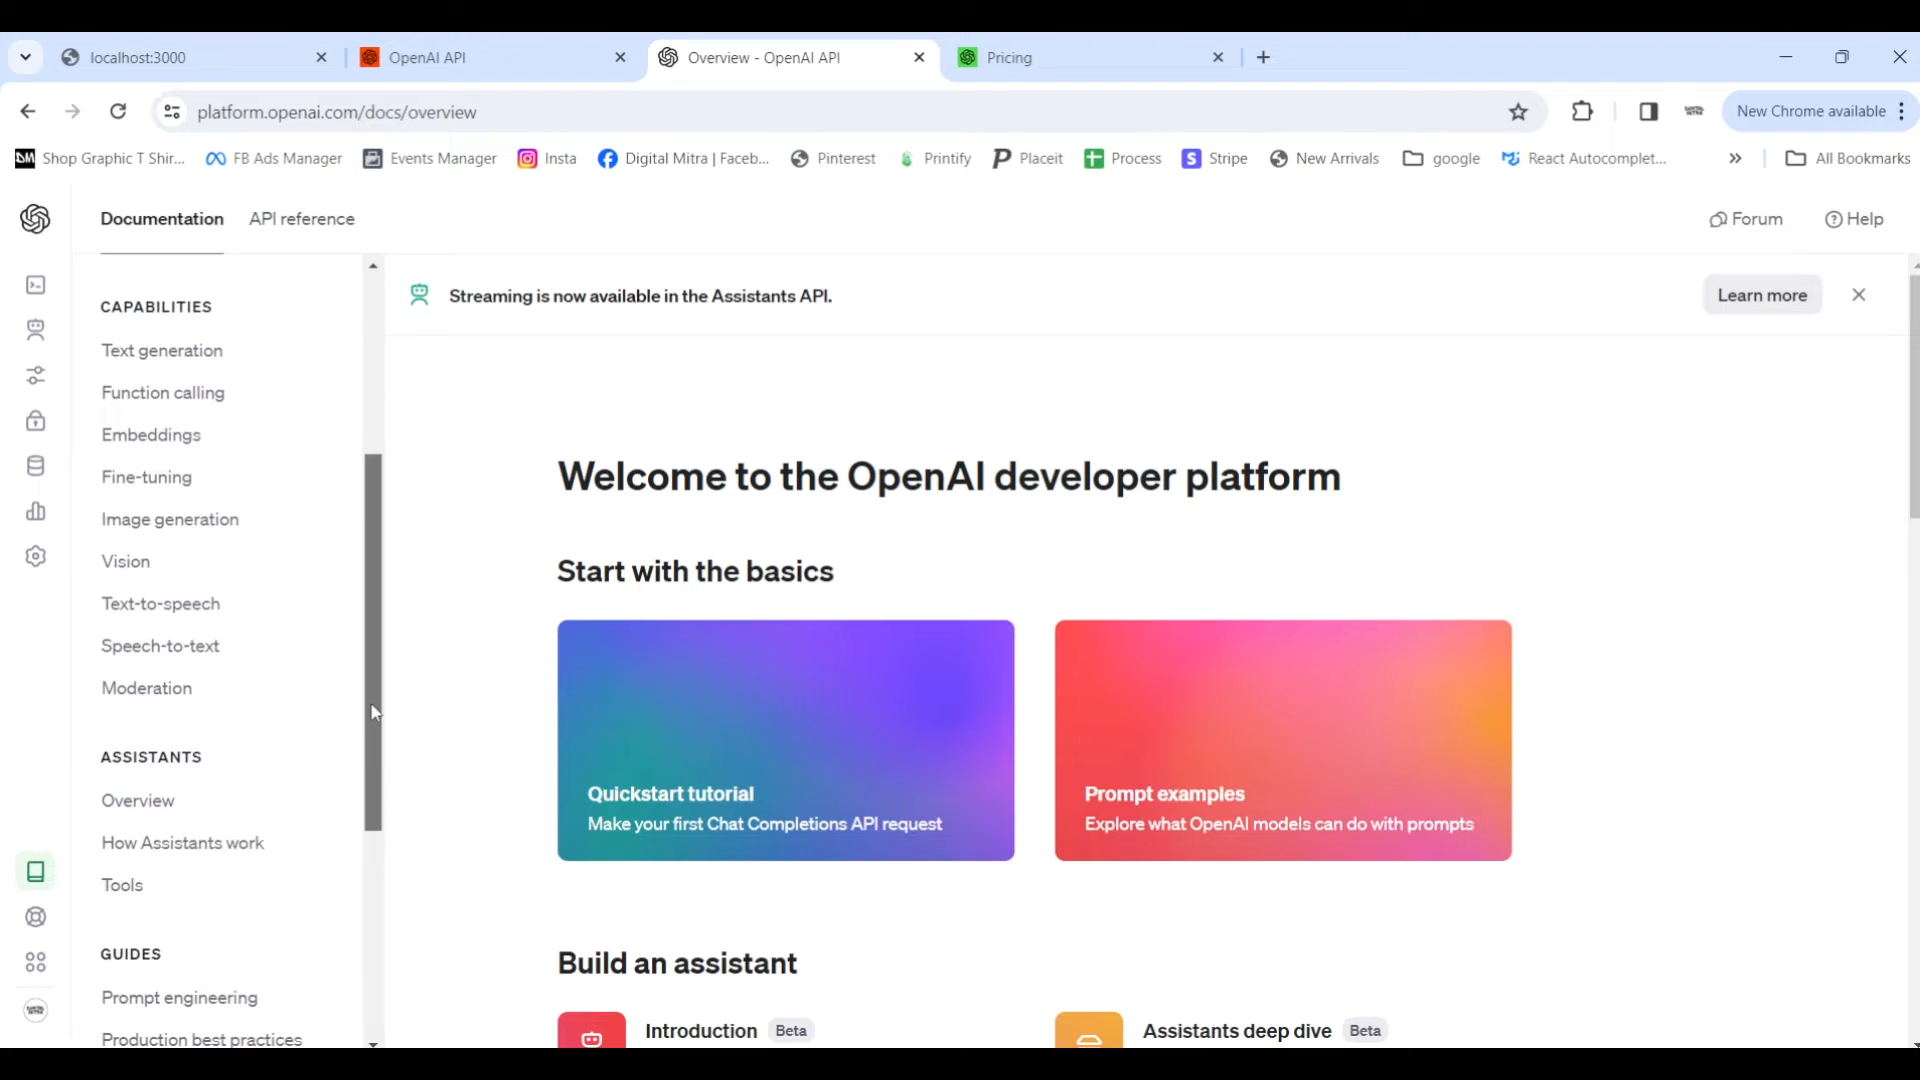 localhost:3000
OpenAI API
Overview - OpenAI API
Pricing
platform.openai.com/docs/overview
New Chrome available
DM Shop Graphic T Shir...
FB Ads Manager
Events Manager
Insta
Digital Mitra | Faceb...
Pinterest
Printify
Placeit
Process
S Stripe
New Arrivals
google
React Autocomplet...
»
All Bookmarks
Documentation
API reference
Forum
Help
Streaming is now available in the Assistants API.
Learn more
CAPABILITIES
Text generation
Function calling
Embeddings
Fine-tuning
Image generation
Vision
Text-to-speech
Speech-to-text
Moderation
ASSISTANTS
Overview
How Assistants work
Tools
GUIDES
Prompt engineering
Production best practices
Welcome to the OpenAI developer platform
Start with the basics
Quickstart tutorial
Make your first Chat Completions API request
Prompt examples
Explore what OpenAI models can do with prompts
Build an assistant
Introduction Beta
Assistants deep dive Beta